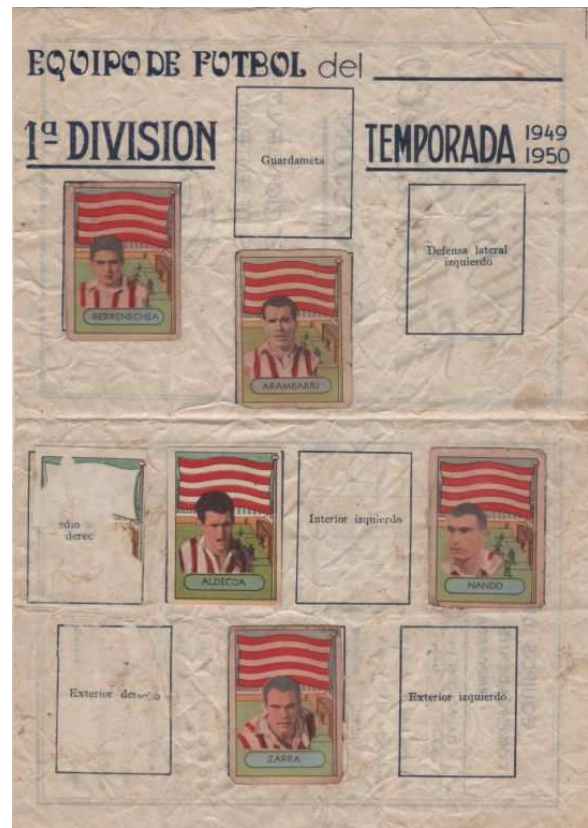 EQUIPO DE FUTBOL del
1ª DIVISION
TEMPORADA 1949 1950
Guardameta
Defensa lateral
izquierdo
BERRENECHEA
ARAMBARRI
edio
derec
ALDECOA
Interior izquierdo
NANDO
Exterior derecho
ZARRA
Exterior izquierdo